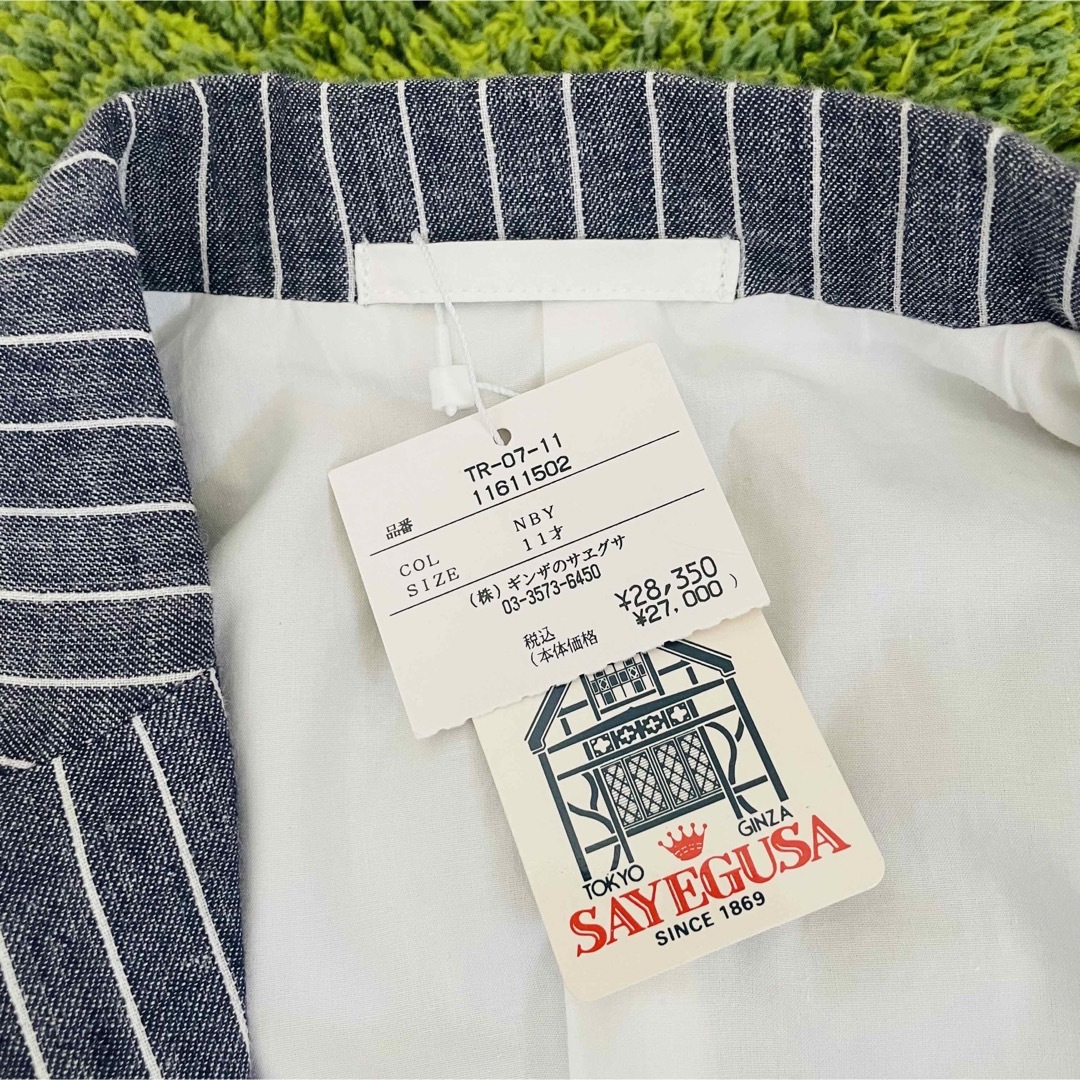 TR-07-11
品番 11611502
COL NBY
SIZE 11才
(株) ギンザのサヱグサ
03-3573-6450
税込 ¥28,350
(本体価格 ¥27,000)
TOKYO GINZA
SAYEGUSA
SINCE 1869